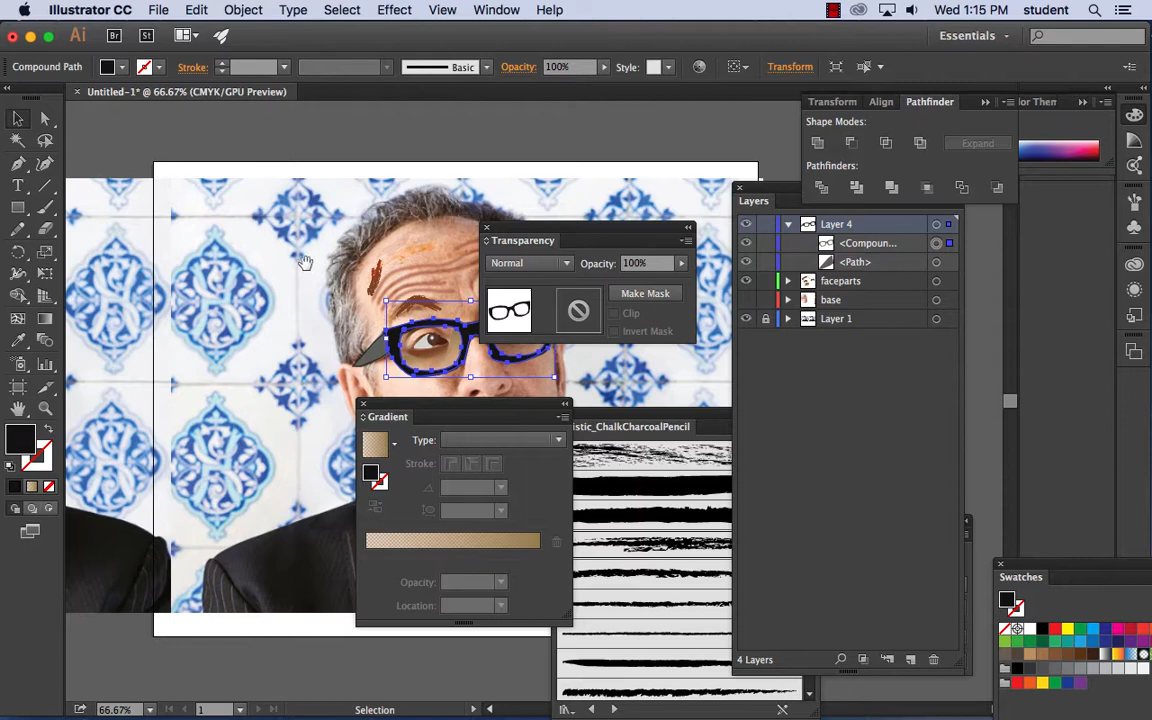 Illustrator CC File Edit Object Type Select Effect View Window Help Wed 1:15 PM student
Ai Br St Essentials
Compound Path Stroke: Basic Opacity: 100% Style: Transform
× Untitled-1* @ 66.67% (CMYK/GPU Preview)
Transform Align Pathfinder or Them
Shape Modes:
Expand
Pathfinders:
Layers
Layer 4
<Compoun...
<Path>
faceparts
base
Layer 1
Transparency
Normal Opacity: 100%
Make Mask
Clip
Invert Mask
Gradient
Type:
Stroke:
Opacity:
Location:
istic_ChalkCharcoalPencil
4 Layers
Swatches
66.67% 1 Selection